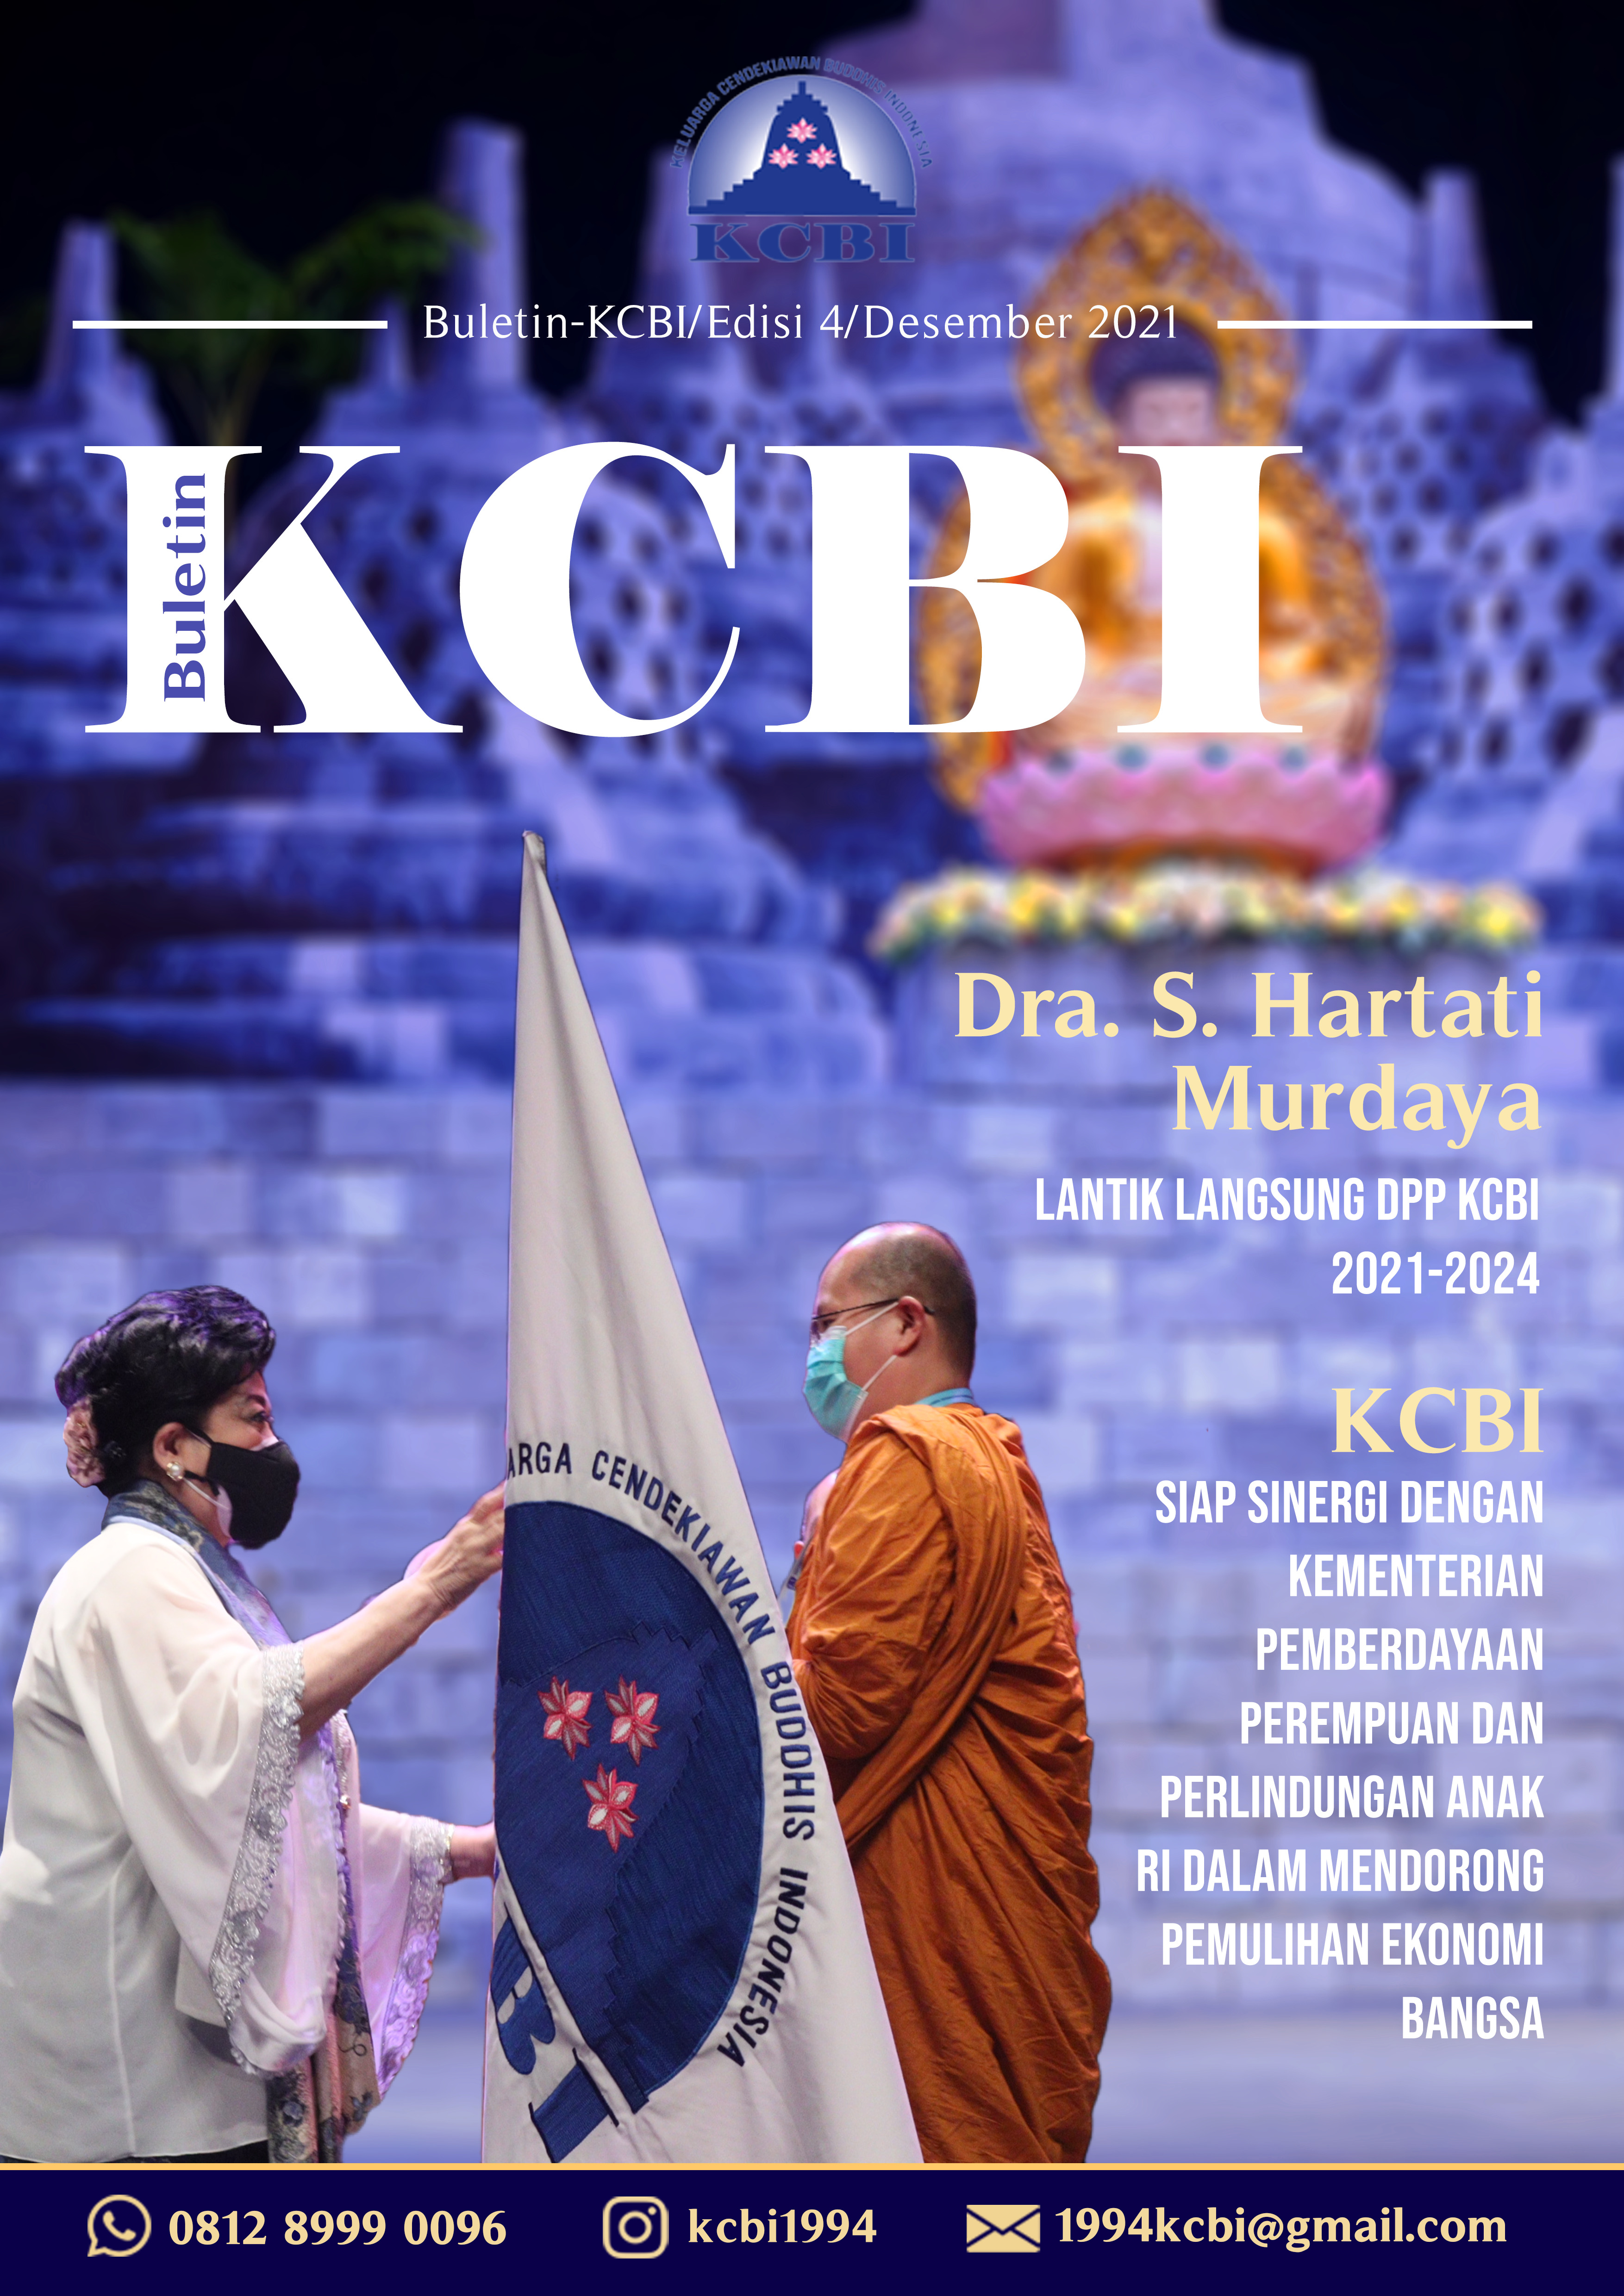 KELUARGA CENDEKIAWAN BUDDHIS INDONESIA
KCBI
Buletin-KCBI/Edisi 4/Desember 2021
Buletin
KCBI
Dra. S. Hartati
Murdaya
LANTIK LANGSUNG DPP KCBI
2021-2024
KCBI
SIAP SINERGI DENGAN
KEMENTERIAN
PEMBERDAYAAN
PEREMPUAN DAN
PERLINDUNGAN ANAK
RI DALAM MENDORONG
PEMULIHAN EKONOMI
BANGSA
ARGA CENDEKIAWAN BUDDHIS INDONESIA
BI
0812 8999 0096
kcbi1994
1994kcbi@gmail.com